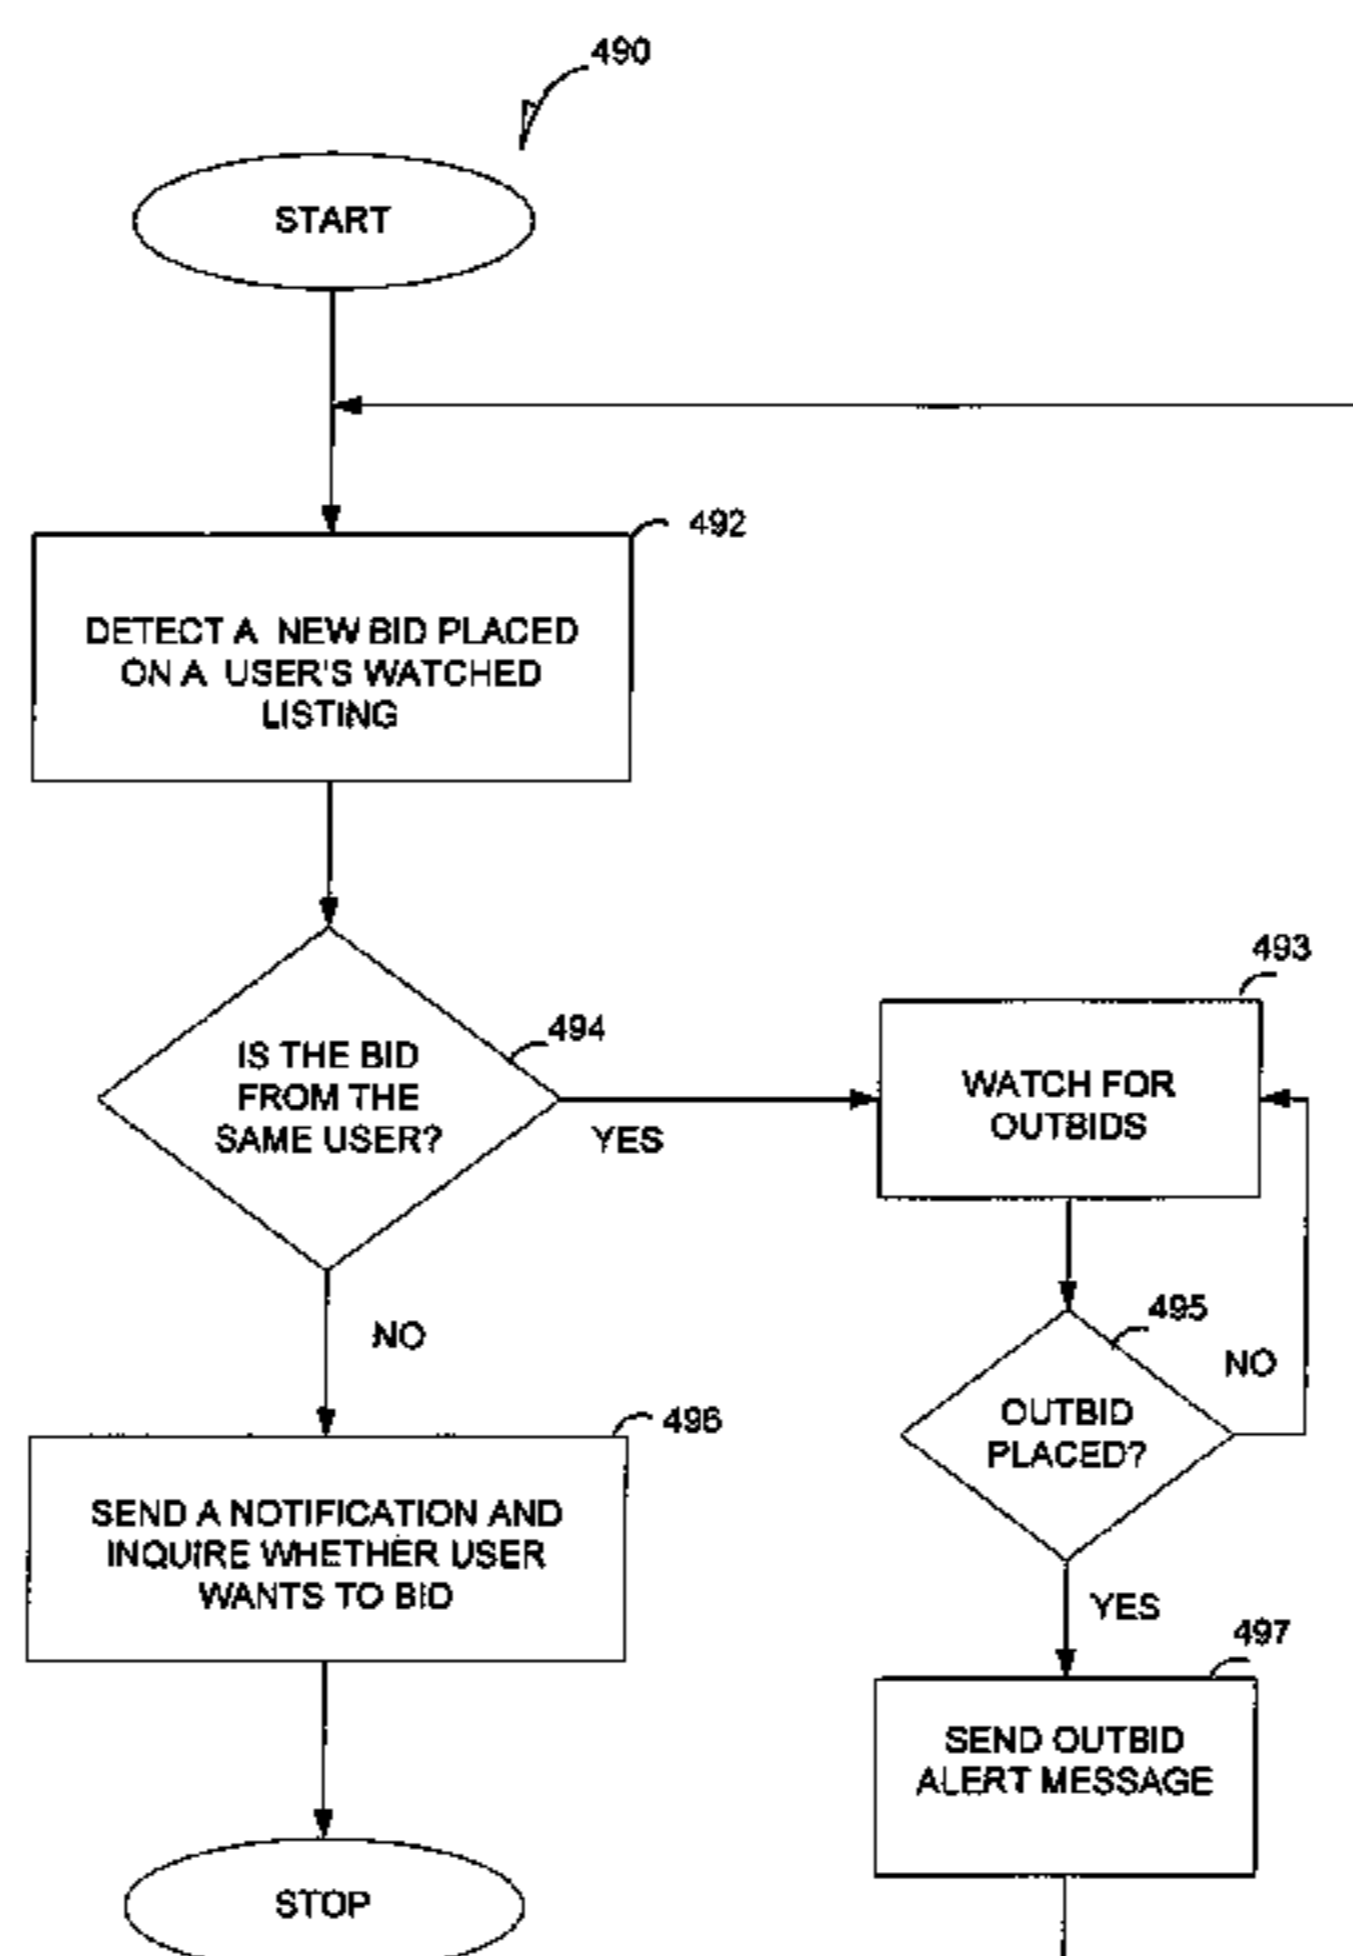 490
START
492
DETECT A NEW BID PLACED
ON A USER'S WATCHED
LISTING
494
IS THE BID
FROM THE
SAME USER?
YES
493
WATCH FOR
OUTBIDS
495
OUTBID
PLACED?
NO
NO
496
SEND A NOTIFICATION AND
INQUIRE WHETHER USER
WANTS TO BID
YES
497
SEND OUTBID
ALERT MESSAGE
STOP